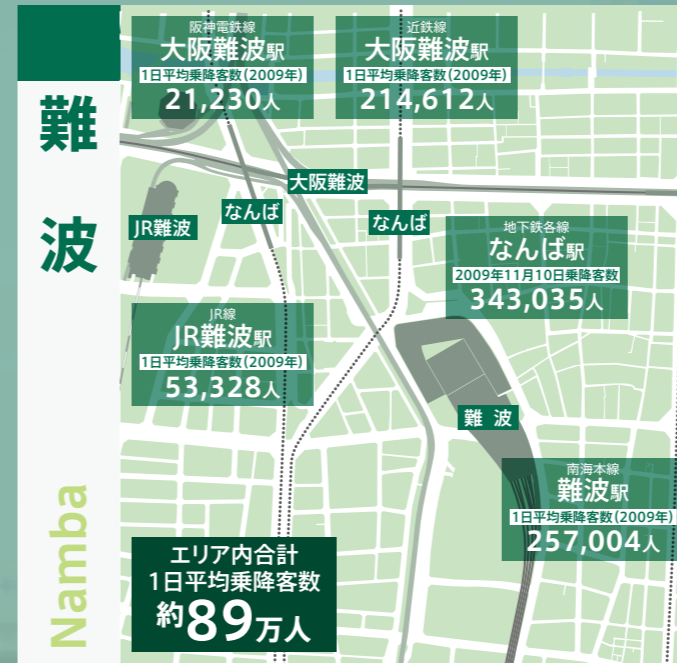 難波
Namba
阪神電鉄線
大阪難波駅
1日平均乗降客数(2009年)
21,230人
近鉄線
大阪難波駅
1日平均乗降客数(2009年)
214,612人
大阪難波
なんば
なんば
JR難波
地下鉄各線
なんば駅
2009年11月10日乗降客数
343,035人
JR線
JR難波駅
1日平均乗降客数(2009年)
53,328人
難波
南海本線
難波駅
1日平均乗降客数(2009年)
257,004人
エリア内合計
1日平均乗降客数
約89万人